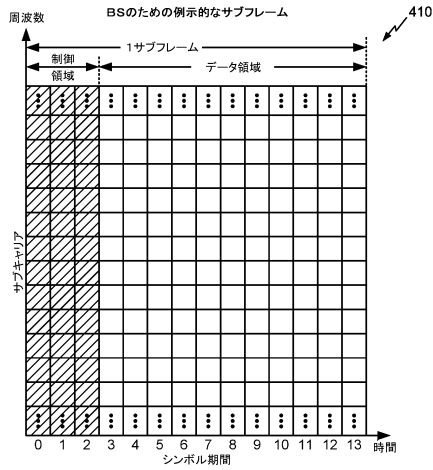 BSのための例示的なサブフレーム
410
周波数
1サブフレーム
制御
領域
データ領域
サブキャリア
0 1 2 3 4 5 6 7 8 9 10 11 12 13
時間
シンボル期間